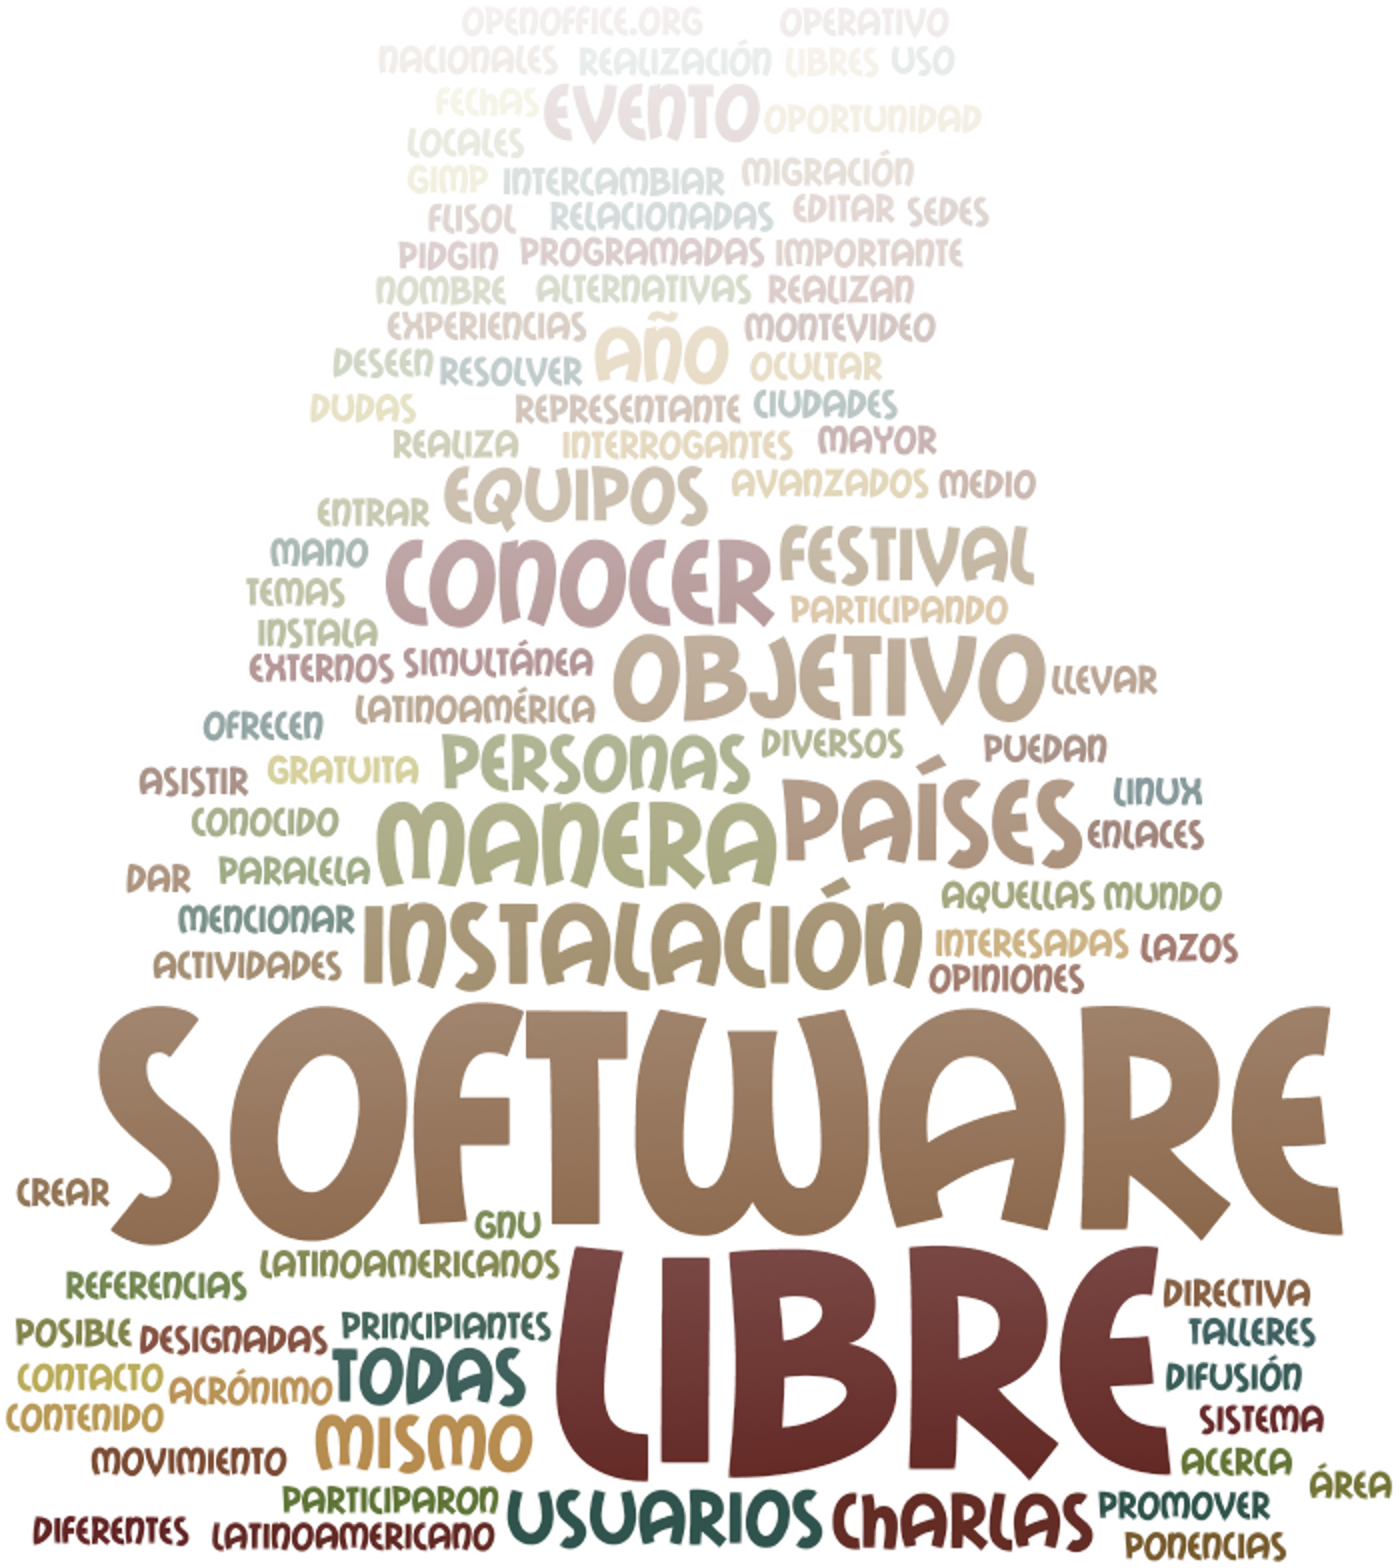 OPENOFFICE.ORG OPERATIVO
NACIONALES REALIZACIÓN LIBRES USO
FECHAS EVENTO OPORTUNIDAD
LOCALES
GIMP INTERCAMBIAR MIGRACIÓN
FLISOL RELACIONADAS EDITAR SEDES
PIDGIN PROGRAMADAS IMPORTANTE
NOMBRE ALTERNATIVAS REALIZAN
EXPERIENCIAS AÑO MONTEVIDEO
DESEEN RESOLVER OCULTAR
DUDAS REPRESENTANTE CIUDADES
REALIZA INTERROGANTES MAYOR
ENTRAR EQUIPOS AVANZADOS MEDIO
MANO CONOCER FESTIVAL
TEMAS PARTICIPANDO
INSTALA
EXTERNOS SIMULTÁNEA OBJETIVO LLEVAR
OFRECEN LATINOAMÉRICA
ASISTIR GRATUITA PERSONAS DIVERSOS PUEDAN
CONOCIDO MANERA PAÍSES LINUX
ENLACES
DAR PARALELA
MENCIONAR INSTALACIÓN AQUELLAS MUNDO
ACTIVIDADES INTERESADAS LAZOS
OPINIONES
SOFTWARE
CREAR
GNU
REFERENCIAS LATINOAMERICANOS LIBRE DIRECTIVA
POSIBLE DESIGNADAS PRINCIPIANTES TALLERES
CONTACTO ACRÓNIMO TODAS DIFUSIÓN
CONTENIDO MISMO SISTEMA
MOVIMIENTO ACERCA
ÁREA
PARTICIPARON USUARIOS CHARLAS PROMOVER
DIFERENTES LATINOAMERICANO PONENCIAS